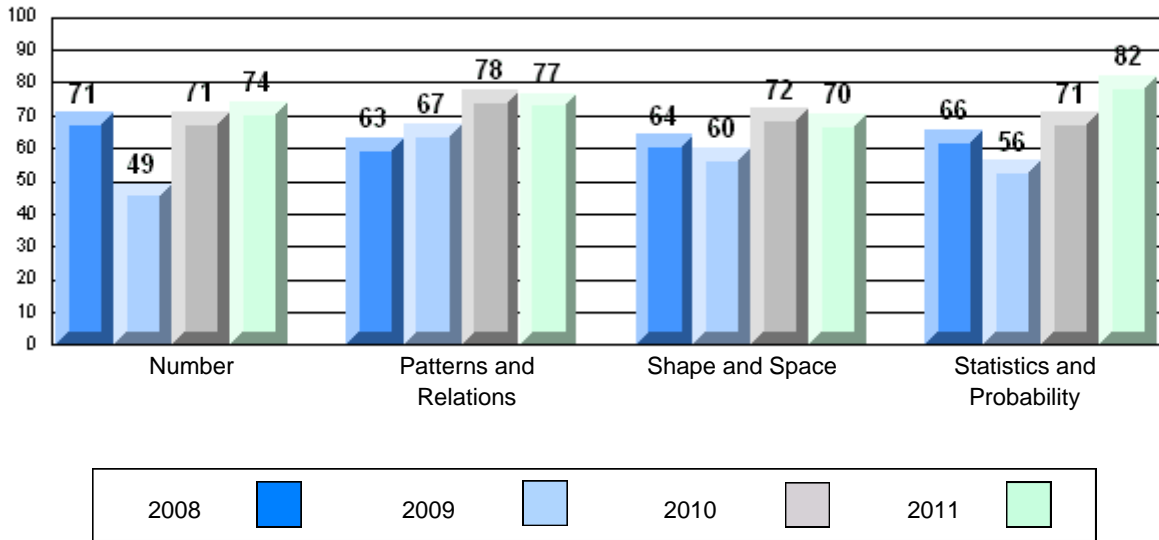 100
90
80
70
60
50
40
30
20
10
0
71 49 71 74
63 67 78 77
64 60 72 70
66 56 71 82
Number
Patterns and
Relations
Shape and Space
Statistics and
Probability
2008 2009 2010 2011